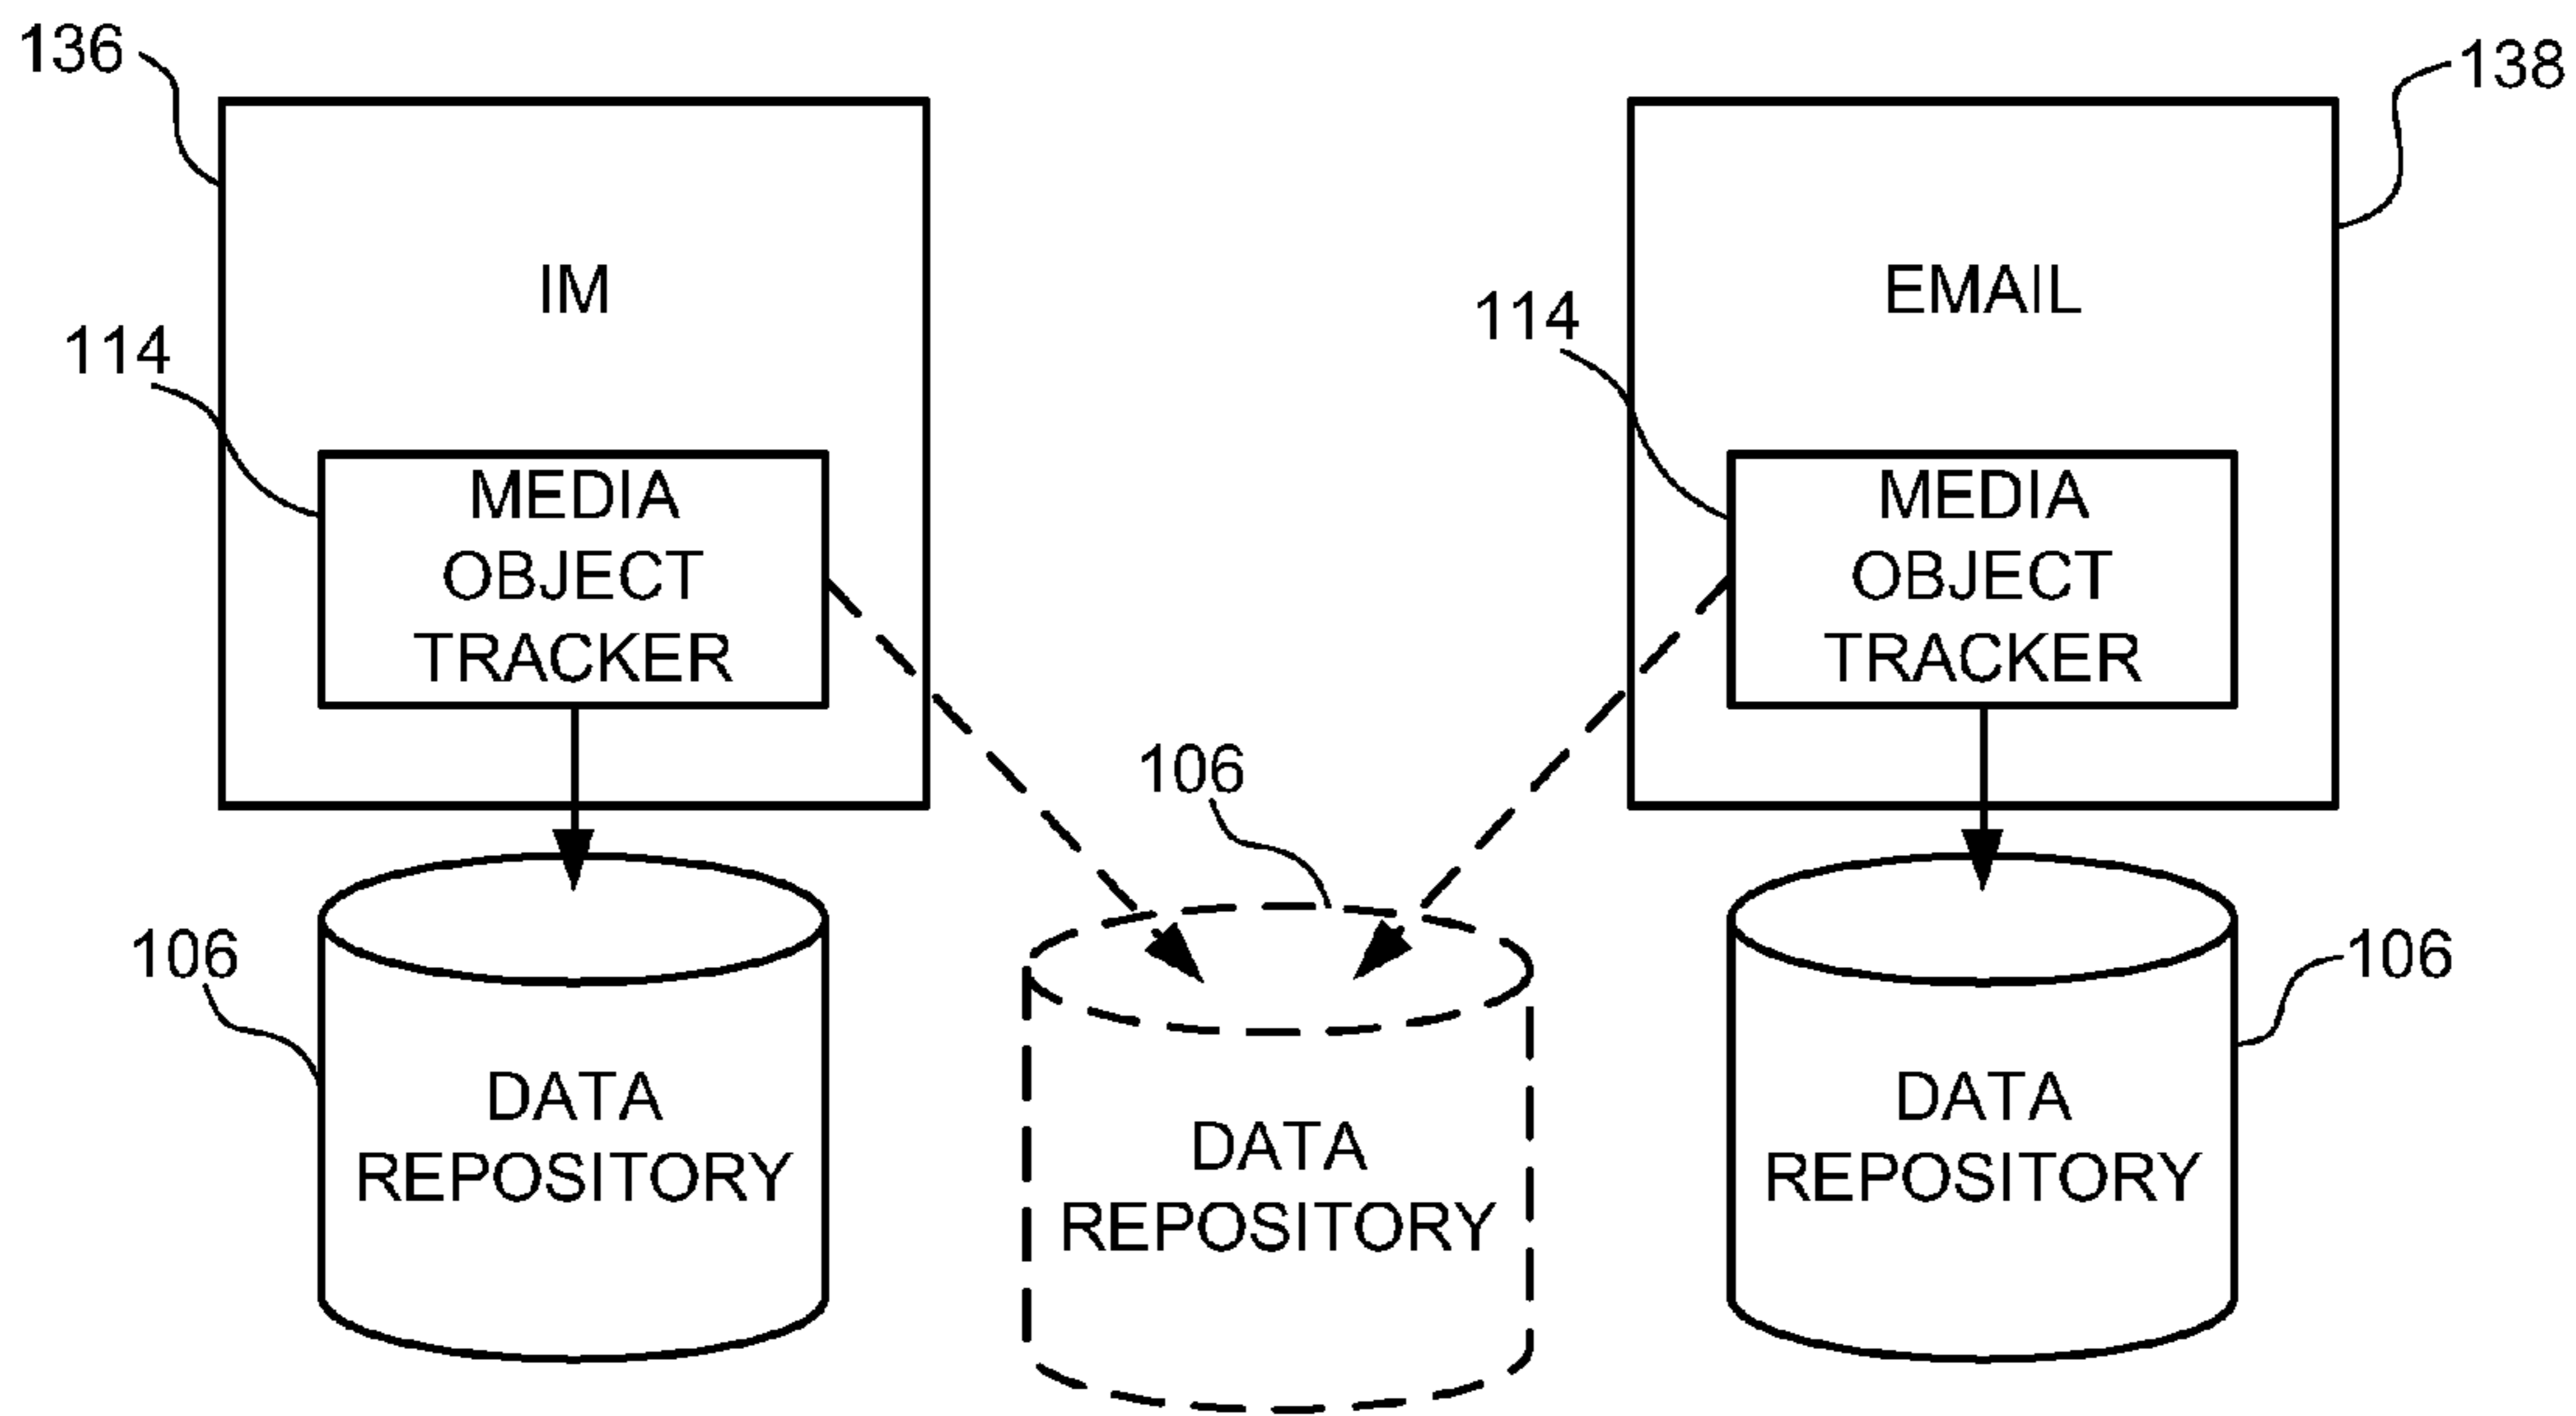 136
138
IM
EMAIL
114
114
MEDIA
OBJECT
TRACKER
MEDIA
OBJECT
TRACKER
106
106
106
DATA
REPOSITORY
DATA
REPOSITORY
DATA
REPOSITORY